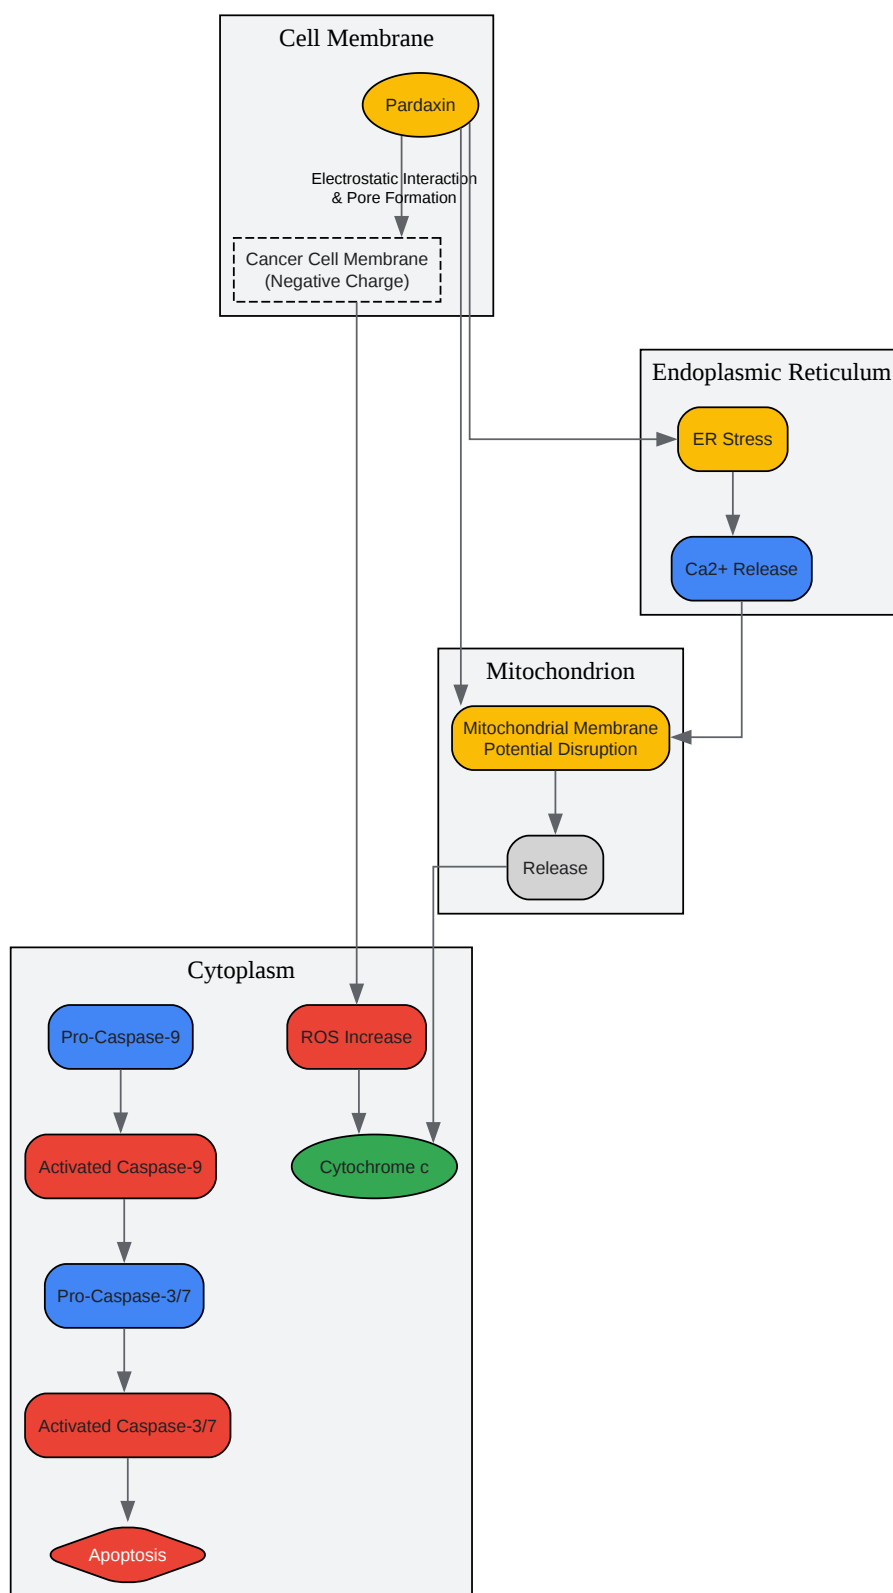 Cell Membrane
Pardaxin
Electrostatic Interaction
& Pore Formation
Cancer Cell Membrane
(Negative Charge)
Endoplasmic Reticulum
ER Stress
Ca2+ Release
Mitochondrion
Mitochondrial Membrane
Potential Disruption
Release
Cytoplasm
Pro-Caspase-9
ROS Increase
Activated Caspase-9
Cytochrome c
Pro-Caspase-3/7
Activated Caspase-3/7
Apoptosis